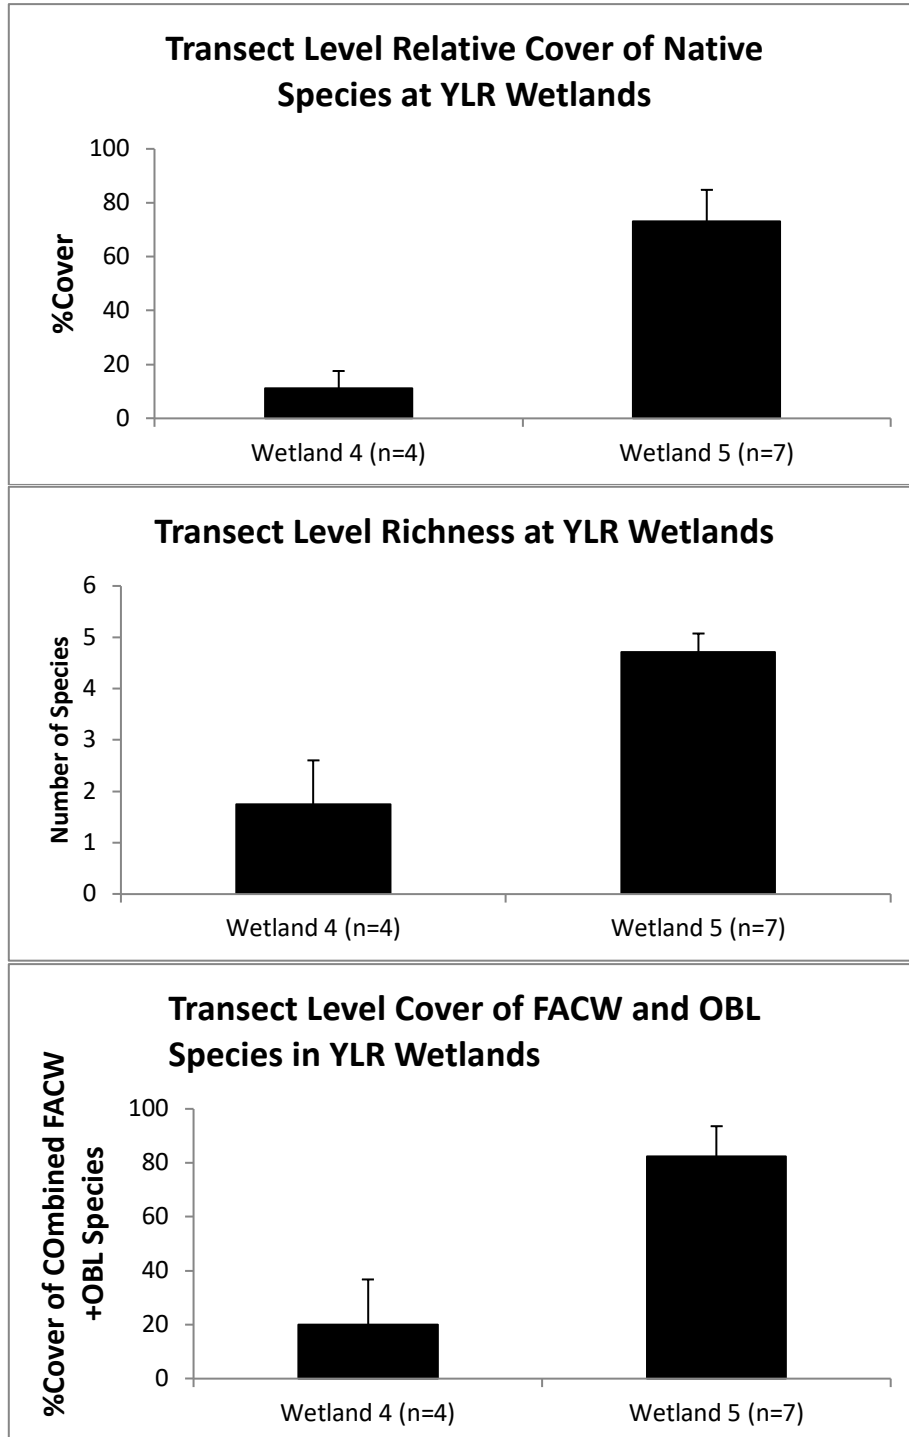 Transect Level Relative Cover of Native
Species at YLR Wetlands
%Cover
100
80
60
40
20
0
Wetland 4 (n=4)
Wetland 5 (n=7)
Transect Level Richness at YLR Wetlands
Number of Species
6
5
4
3
2
1
0
Wetland 4 (n=4)
Wetland 5 (n=7)
Transect Level Cover of FACW and OBL
Species in YLR Wetlands
%Cover of COmbined FACW
+OBL Species
100
80
60
40
20
0
Wetland 4 (n=4)
Wetland 5 (n=7)